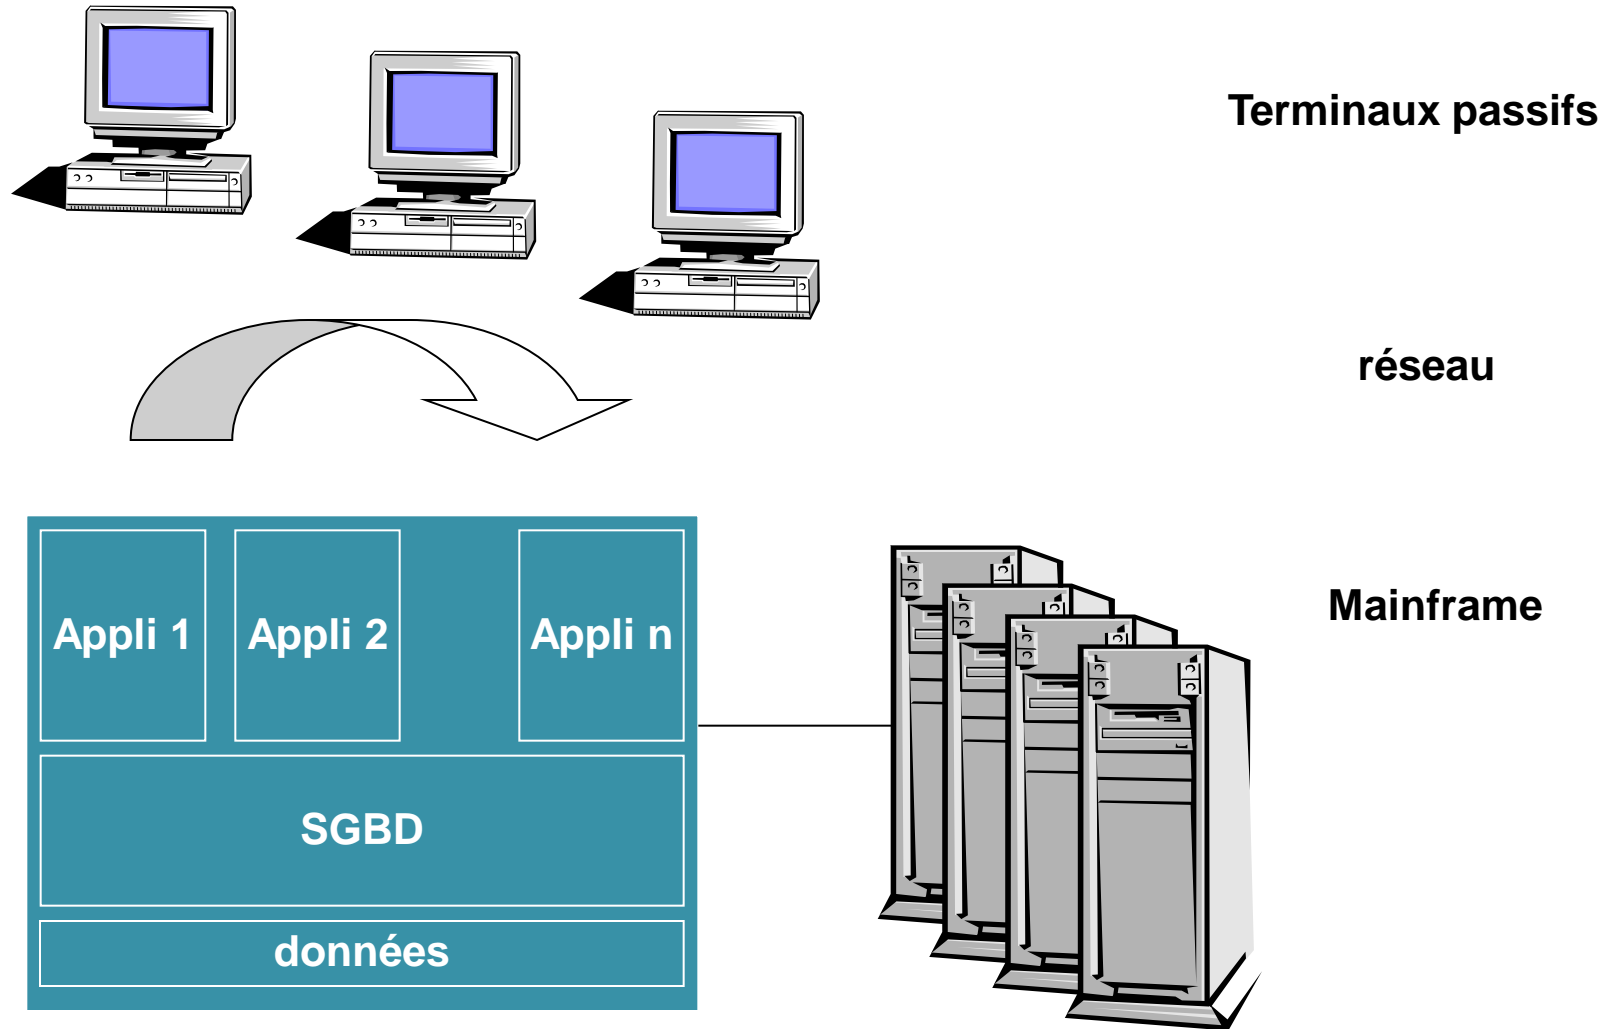 Terminaux passifs
réseau
Mainframe
Appli 1
Appli 2
Appli n
SGBD
données